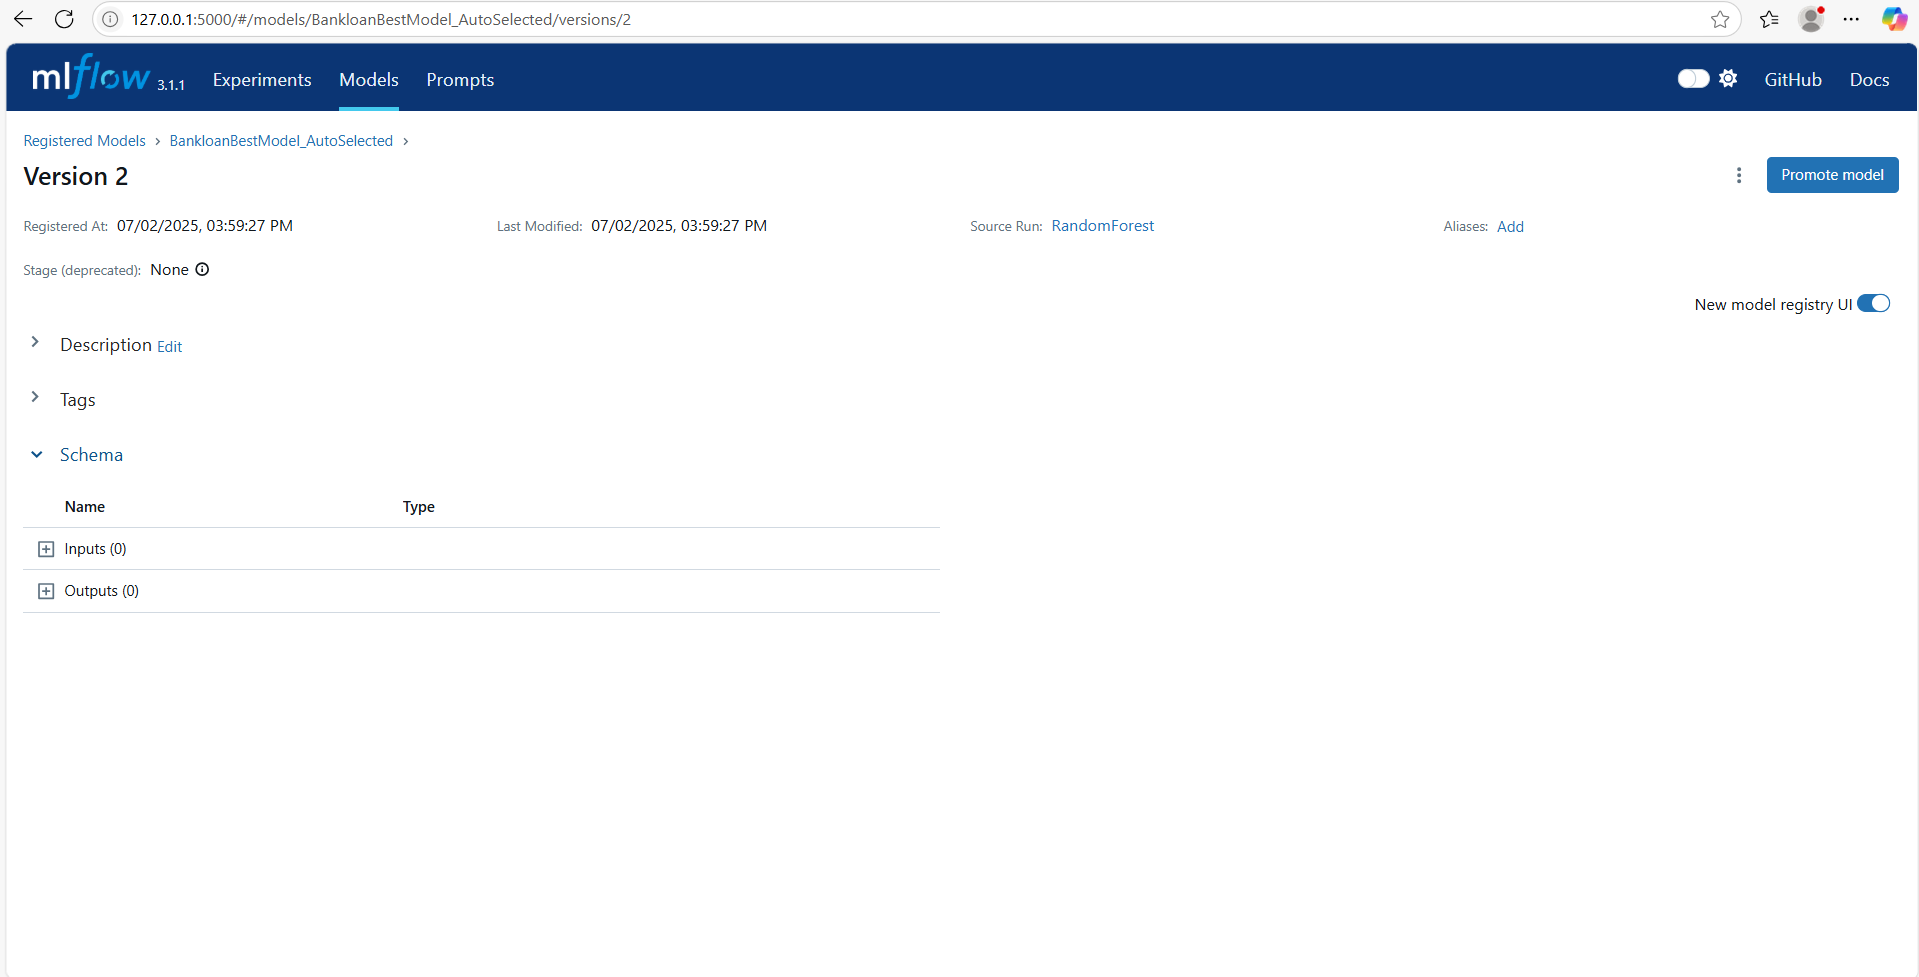 127.0.0.1:5000/#/models/BankloanBestModel_AutoSelected/versions/2
mlflow 3.1.1 Experiments Models Prompts GitHub Docs
Registered Models > BankloanBestModel_AutoSelected >
Version 2 Promote model
Registered At: 07/02/2025, 03:59:27 PM Last Modified: 07/02/2025, 03:59:27 PM Source Run: RandomForest Aliases: Add
Stage (deprecated): None
New model registry UI
Description Edit
Tags
Schema
Name Type
Inputs (0)
Outputs (0)